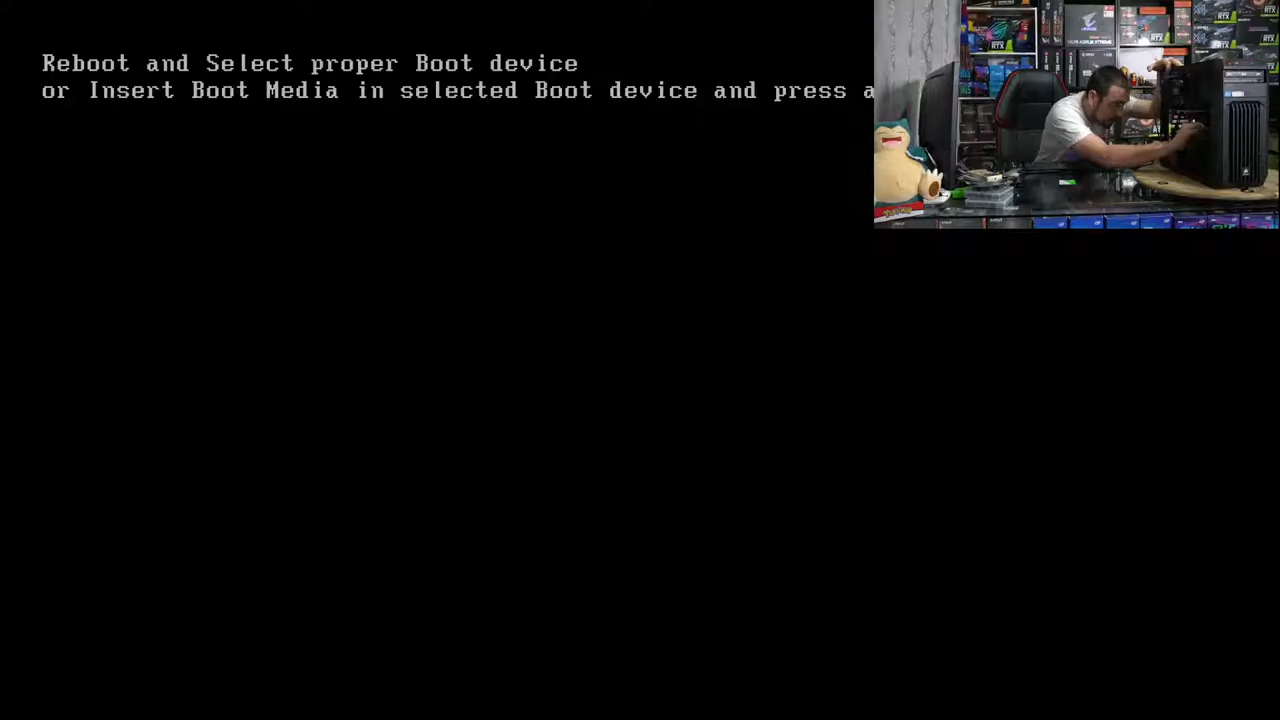 Reboot and Select proper Boot device
or Insert Boot Media in selected Boot device and press a